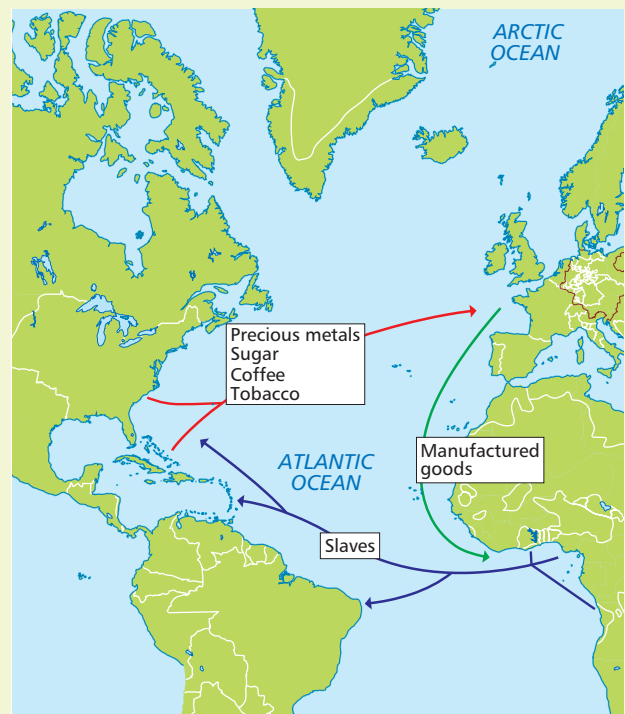 ARCTIC
OCEAN
Precious metals
Sugar
Coffee
Tobacco
Manufactured
goods
ATLANTIC
OCEAN
Slaves